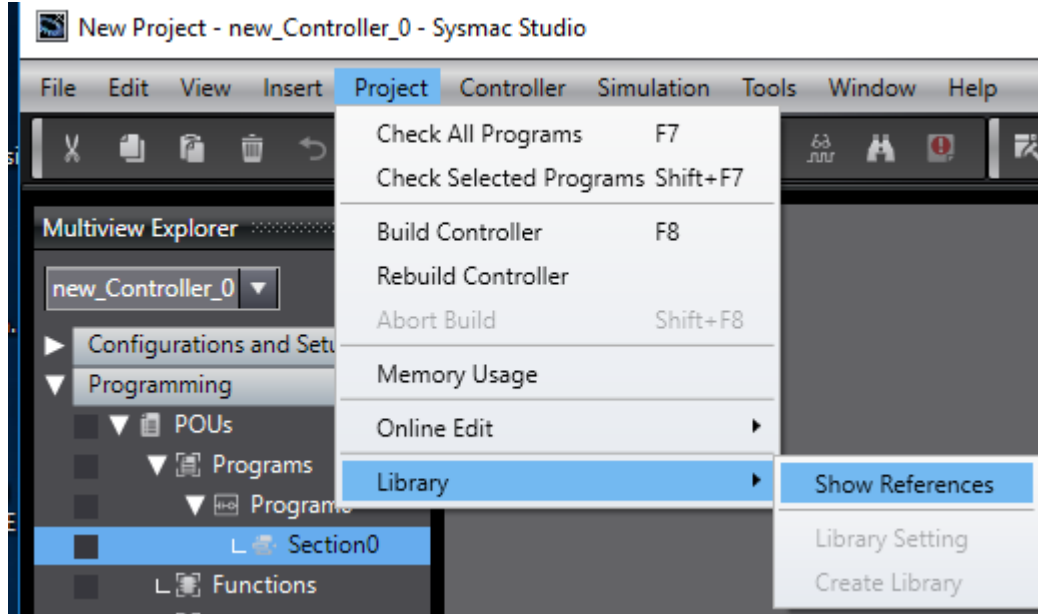 New Project - new_Controller_0 - Sysmac Studio
File Edit View Insert Project Controller Simulation Tools Window Help
Check All Programs F7
Check Selected Programs Shift+F7
Build Controller F8
Rebuild Controller
Abort Build Shift+F8
Memory Usage
Online Edit
Library
Show References
Library Setting
Create Library
Multiview Explorer
new_Controller_0
Configurations and Setu
Programming
POUs
Programs
Section0
Functions